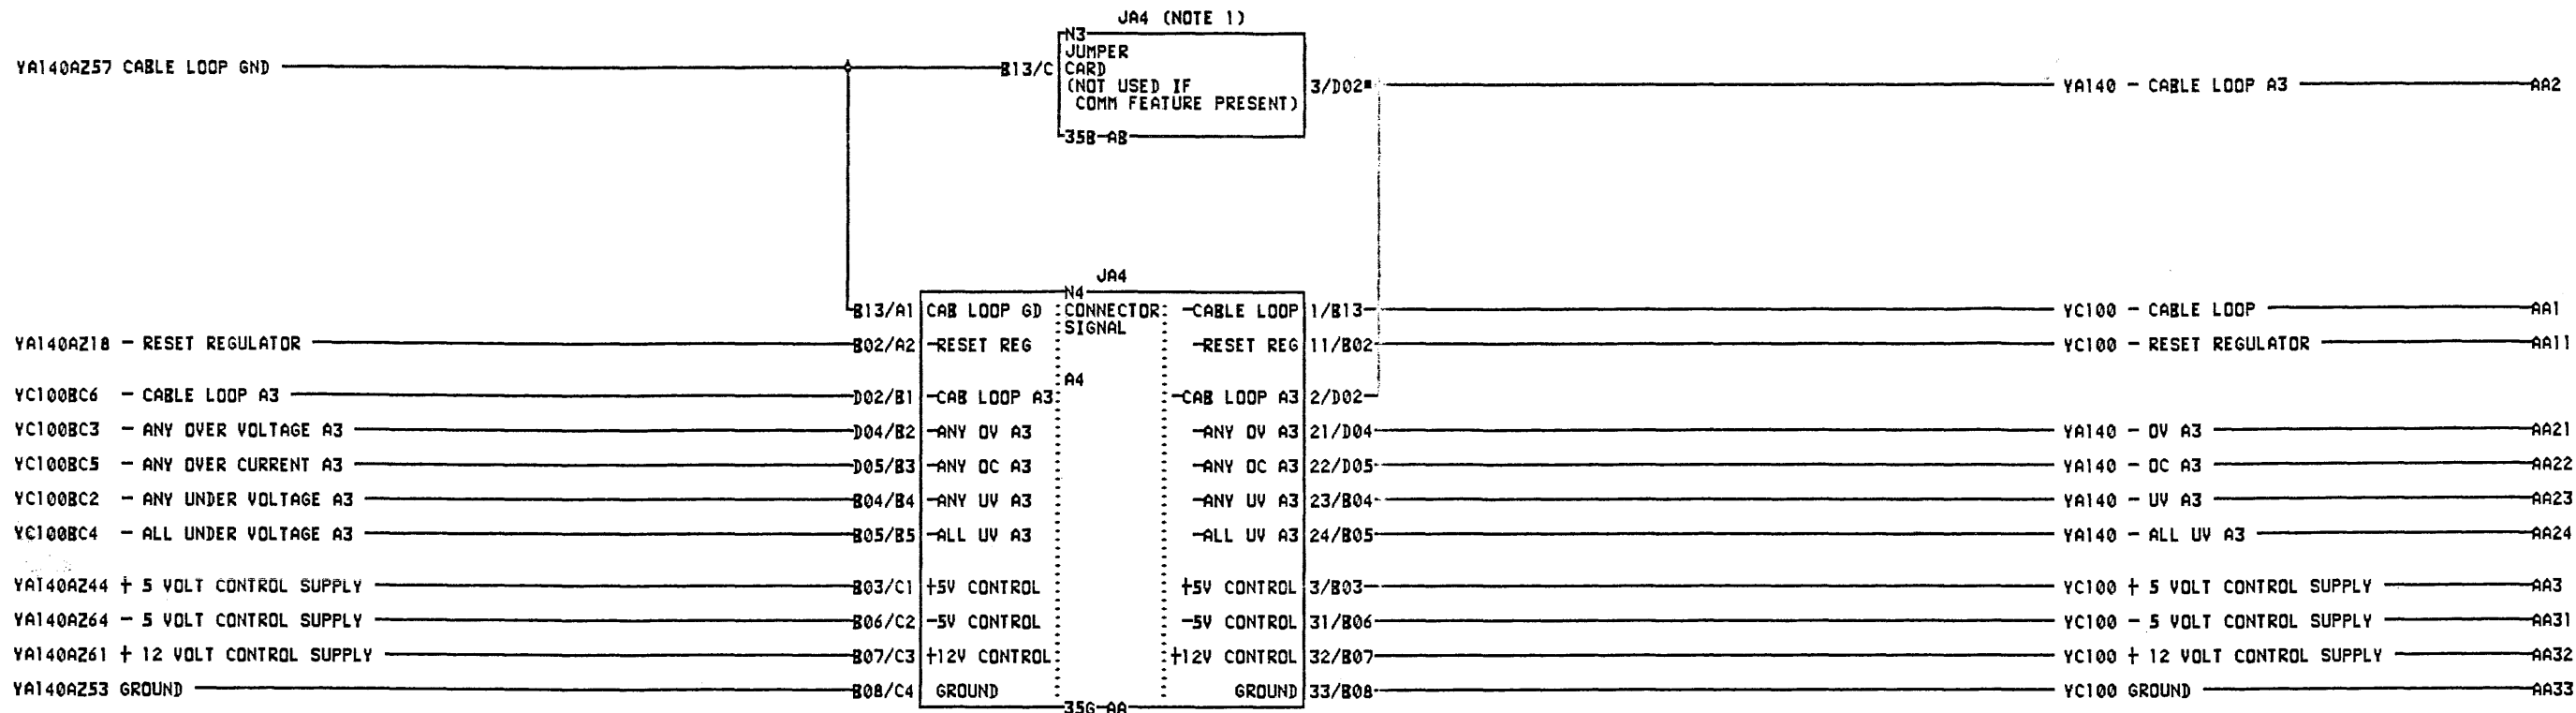 JA4 (NOTE 1)
N3
JUMPER
YA140AZ57 CABLE LOOP GND B13/C CARD
(NOT USED IF 3/D02 YA140 - CABLE LOOP A3 AA2
COMM FEATURE PRESENT)
35B-AB
JA4
N4
B13/A1 CAB LOOP GD CONNECTOR -CABLE LOOP 1/B13 YC100 - CABLE LOOP AA1
SIGNAL
YA140AZ18 - RESET REGULATOR B02/A2 -RESET REG -RESET REG 11/B02 YC100 - RESET REGULATOR AA11
A4
YC100BC6 - CABLE LOOP A3 D02/B1 -CAB LOOP A3 -CAB LOOP A3 2/D02
YC100BC3 - ANY OVER VOLTAGE A3 D04/B2 -ANY OV A3 -ANY OV A3 21/D04 YA140 - OV A3 AA21
YC100BC5 - ANY OVER CURRENT A3 D05/B3 -ANY OC A3 -ANY OC A3 22/D05 YA140 - OC A3 AA22
YC100BC2 - ANY UNDER VOLTAGE A3 B04/B4 -ANY UV A3 -ANY UV A3 23/B04 YA140 - UV A3 AA23
YC100BC4 - ALL UNDER VOLTAGE A3 B05/B5 -ALL UV A3 -ALL UV A3 24/B05 YA140 - ALL UV A3 AA24
YA140AZ44 + 5 VOLT CONTROL SUPPLY B03/C1 +5V CONTROL +5V CONTROL 3/B03 YC100 + 5 VOLT CONTROL SUPPLY AA3
YA140AZ64 - 5 VOLT CONTROL SUPPLY B06/C2 -5V CONTROL -5V CONTROL 31/B06 YC100 - 5 VOLT CONTROL SUPPLY AA31
YA140AZ61 + 12 VOLT CONTROL SUPPLY B07/C3 +12V CONTROL +12V CONTROL 32/B07 YC100 + 12 VOLT CONTROL SUPPLY AA32
YA140AZ53 GROUND B08/C4 GROUND GROUND 33/B08 YC100 GROUND AA33
35G-AA